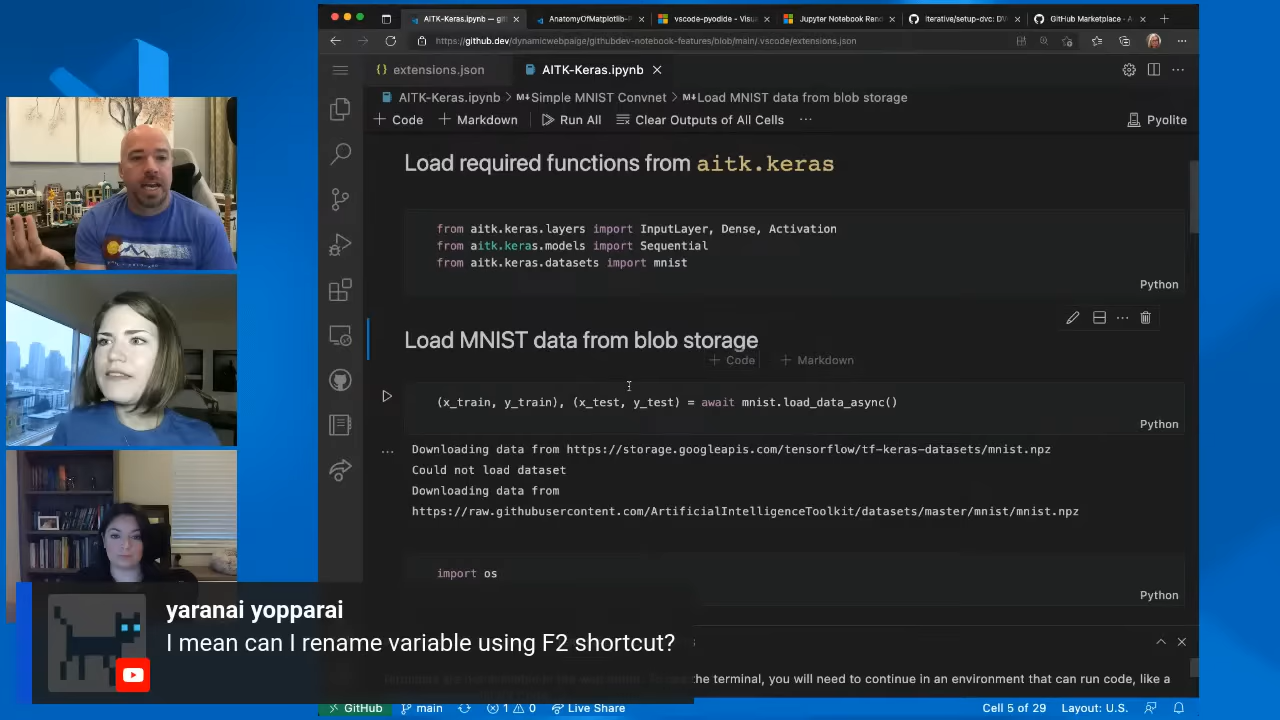 AITK-Keras.ipynb — gi
AnatomyOfMatplotlib-P
vscode-pyodide - Visua
Jupyter Notebook Rend
iterative/setup-dvc: DV
GitHub Marketplace · A
https://github.dev/dynamicwebpaige/githubdev-notebook-features/blob/main/.vscode/extensions.json
{} extensions.json
AITK-Keras.ipynb
AITK-Keras.ipynb > M↓Simple MNIST Convnet > M↓Load MNIST data from blob storage
+ Code + Markdown Run All Clear Outputs of All Cells ... Pyolite
Load required functions from aitk.keras
from aitk.keras.layers import InputLayer, Dense, Activation
from aitk.keras.models import Sequential
from aitk.keras.datasets import mnist
Python
Load MNIST data from blob storage
+ Code + Markdown
(x_train, y_train), (x_test, y_test) = await mnist.load_data_async()
Python
Downloading data from https://storage.googleapis.com/tensorflow/tf-keras-datasets/mnist.npz
Could not load dataset
Downloading data from
https://raw.githubusercontent.com/ArtificialIntelligenceToolkit/datasets/master/mnist/mnist.npz
import os
Python
yaranai yopparai
I mean can I rename variable using F2 shortcut?
the terminal, you will need to continue in an environment that can run code, like a
GitHub main 1 0 Live Share Cell 5 of 29 Layout: U.S.